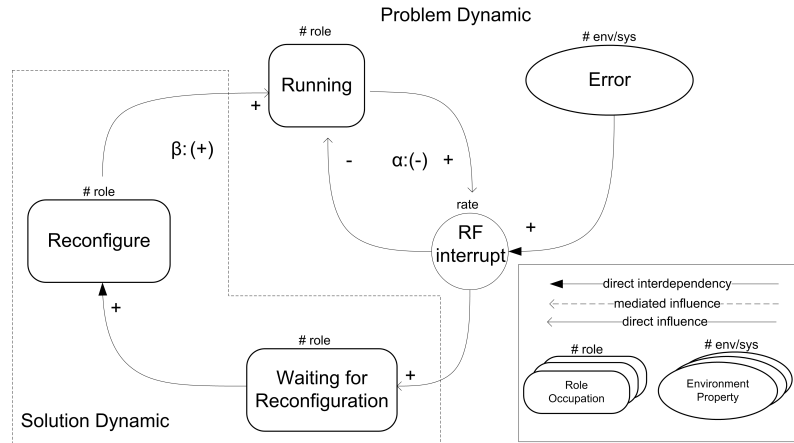 Problem Dynamic
# role
Running
# env/sys
Error
+
β:(+)
-
α:(-)
+
# role
Reconfigure
rate
RF
interrupt
+
+
# role
Waiting for
Reconfiguration
+
Solution Dynamic
direct interdependency
mediated influence
direct influence
# role
Role
Occupation
# env/sys
Environment
Property